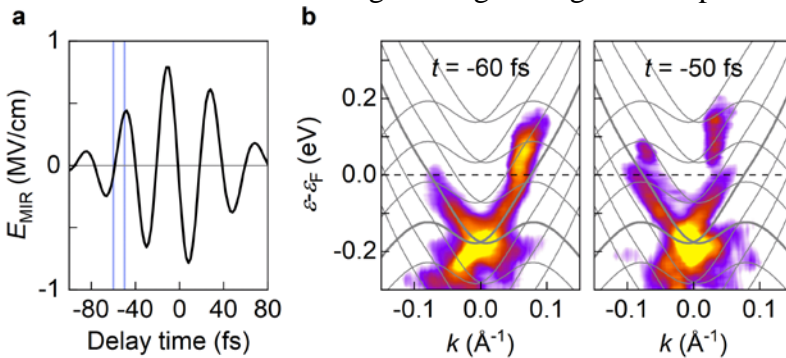 a
b
1
0
-1
E_MIR (MV/cm)
-80 -40 0 40 80
Delay time (fs)
t = -60 fs
t = -50 fs
0.2
0.0
-0.2
ε-ε_F (eV)
-0.1 0.0 0.1
-0.1 0.0 0.1
k (Å⁻¹)
k (Å⁻¹)